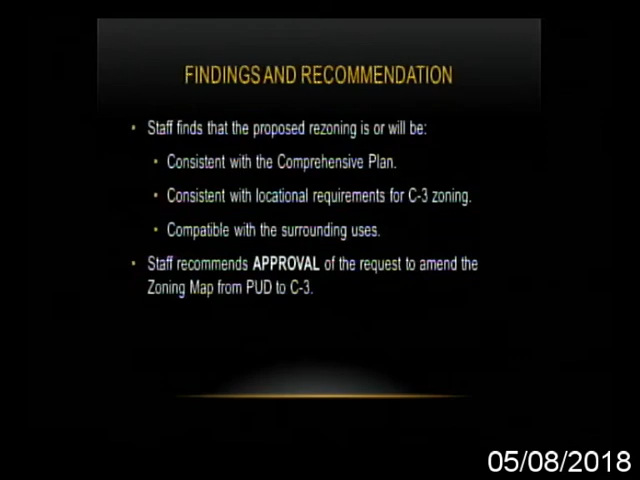 FINDINGS AND RECOMMENDATION
• Staff finds that the proposed rezoning is or will be:
• Consistent with the Comprehensive Plan.
• Consistent with locational requirements for C-3 zoning.
• Compatible with the surrounding uses.
• Staff recommends APPROVAL of the request to amend the
Zoning Map from PUD to C-3.
05/08/2018